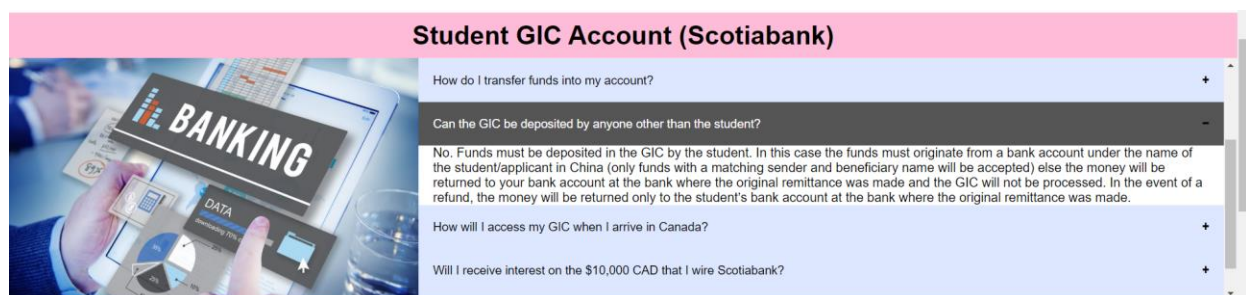 Student GIC Account (Scotiabank)
BANKING
DATA
downloading 70%
How do I transfer funds into my account?
+
Can the GIC be deposited by anyone other than the student?
-
No. Funds must be deposited in the GIC by the student. In this case the funds must originate from a bank account under the name of
the student/applicant in China (only funds with a matching sender and beneficiary name will be accepted) else the money will be
returned to your bank account at the bank where the original remittance was made and the GIC will not be processed. In the event of a
refund, the money will be returned only to the student's bank account at the bank where the original remittance was made.
How will I access my GIC when I arrive in Canada?
+
Will I receive interest on the $10,000 CAD that I wire Scotiabank?
+